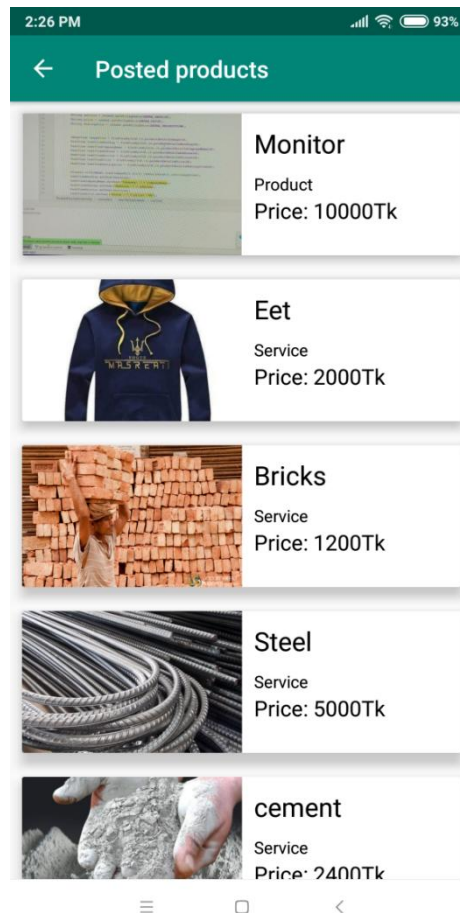 2:26 PM 93%
Posted products
Monitor
Product
Price: 10000Tk
Eet
Service
Price: 2000Tk
Bricks
Service
Price: 1200Tk
Steel
Service
Price: 5000Tk
cement
Service
Price: 2400Tk